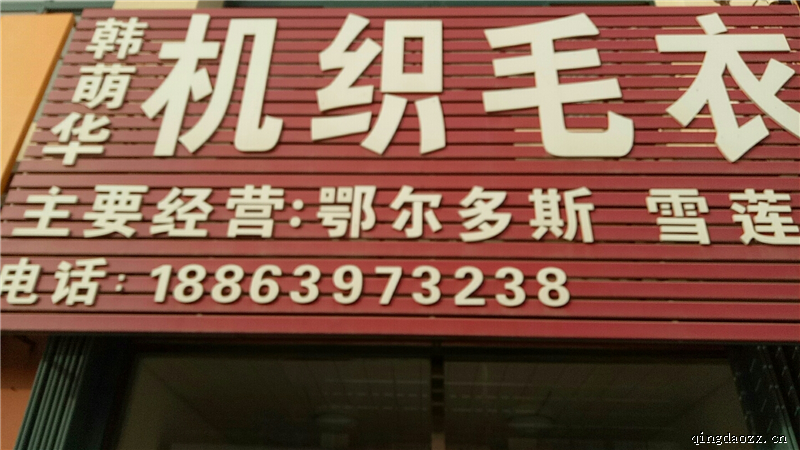 韩萌华
机织毛衣
主要经营:鄂尔多斯 雪莲
电话:18863973238
qingdaozx.cn